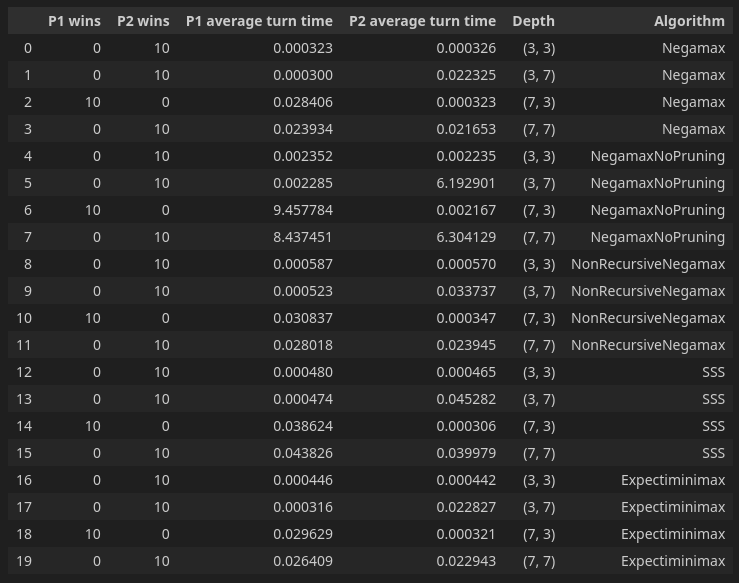 P1 wins P2 wins P1 average turn time P2 average turn time Depth Algorithm
0 0 10 0.000323 0.000326 (3, 3) Negamax
1 0 10 0.000300 0.022325 (3, 7) Negamax
2 10 0 0.028406 0.000323 (7, 3) Negamax
3 0 10 0.023934 0.021653 (7, 7) Negamax
4 0 10 0.002352 0.002235 (3, 3) NegamaxNoPruning
5 0 10 0.002285 6.192901 (3, 7) NegamaxNoPruning
6 10 0 9.457784 0.002167 (7, 3) NegamaxNoPruning
7 0 10 8.437451 6.304129 (7, 7) NegamaxNoPruning
8 0 10 0.000587 0.000570 (3, 3) NonRecursiveNegamax
9 0 10 0.000523 0.033737 (3, 7) NonRecursiveNegamax
10 10 0 0.030837 0.000347 (7, 3) NonRecursiveNegamax
11 0 10 0.028018 0.023945 (7, 7) NonRecursiveNegamax
12 0 10 0.000480 0.000465 (3, 3) SSS
13 0 10 0.000474 0.045282 (3, 7) SSS
14 10 0 0.038624 0.000306 (7, 3) SSS
15 0 10 0.043826 0.039979 (7, 7) SSS
16 0 10 0.000446 0.000442 (3, 3) Expectiminimax
17 0 10 0.000316 0.022827 (3, 7) Expectiminimax
18 10 0 0.029629 0.000321 (7, 3) Expectiminimax
19 0 10 0.026409 0.022943 (7, 7) Expectiminimax